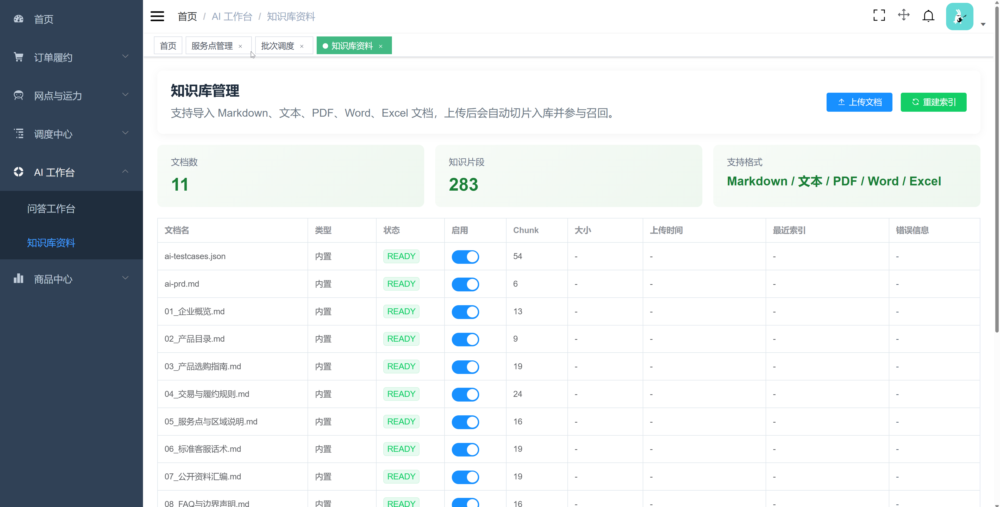 首页
订单履约
网点与运力
调度中心
AI 工作台
问答工作台
知识库资料
商品中心
首页 / AI 工作台 / 知识库资料
首页 服务点管理 × 批次调度 × 知识库资料 ×
知识库管理
支持导入 Markdown、文本、PDF、Word、Excel 文档，上传后会自动切片入库并参与召回。
上传文档 重建索引
文档数
11
知识片段
283
支持格式
Markdown / 文本 / PDF / Word / Excel
文档名 类型 状态 启用 Chunk 大小 上传时间 最近索引 错误信息
ai-testcases.json 内置 READY 54 - - - -
ai-prd.md 内置 READY 6 - - - -
01_企业概览.md 内置 READY 13 - - - -
02_产品目录.md 内置 READY 9 - - - -
03_产品选购指南.md 内置 READY 19 - - - -
04_交易与履约规则.md 内置 READY 24 - - - -
05_服务点与区域说明.md 内置 READY 16 - - - -
06_标准客服话术.md 内置 READY 19 - - - -
07_公开资料汇编.md 内置 READY 19 - - - -
08_FAQ与边界声明.md 内置 READY 16 - - - -